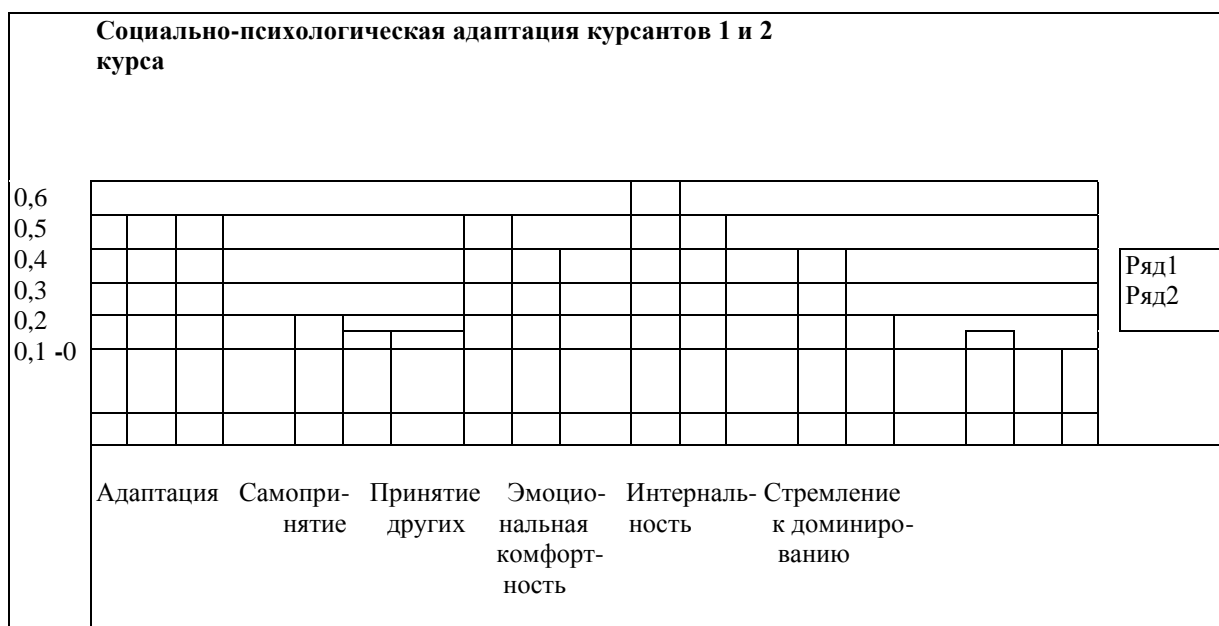 Социально-психологическая адаптация курсантов 1 и 2
курса
0,6
0,5
0,4
0,3
0,2
0,1 -0
Ряд1
Ряд2
Адаптация Самопри- Принятие Эмоцио- Интерналь- Стремление
нятие других нальная ность к доминиро-
комфорт- ванию
ность